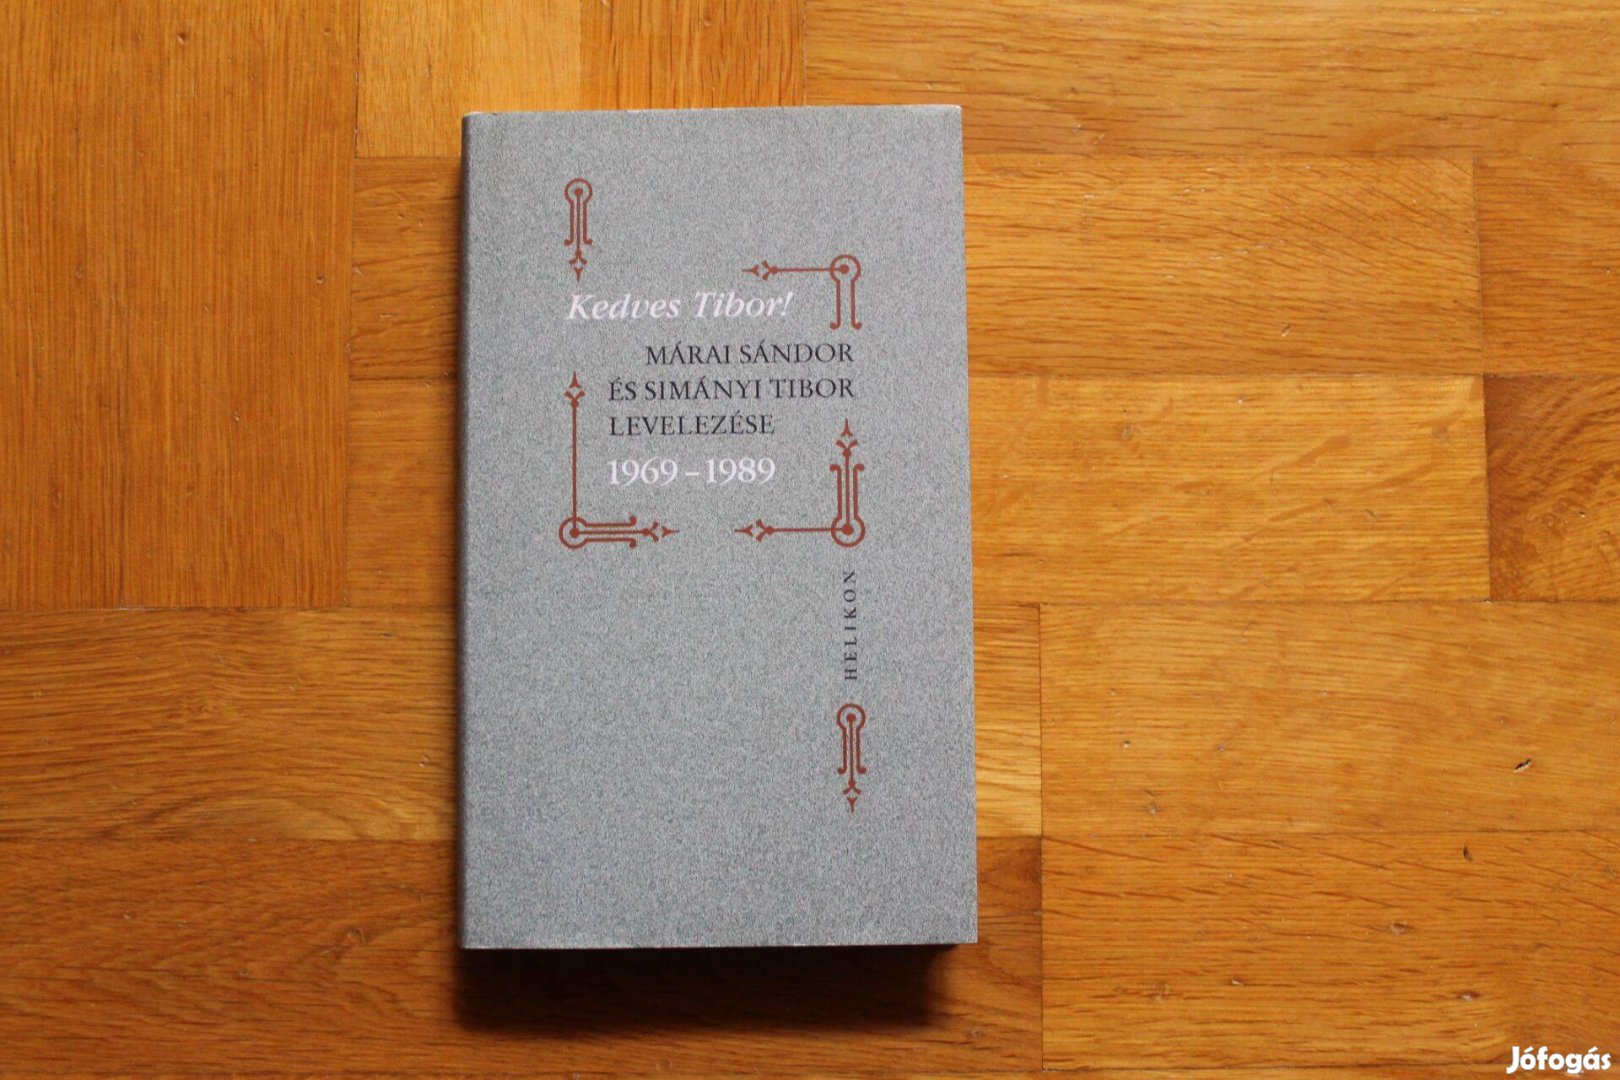 Kedves Tibor!
MÁRAI SÁNDOR
ÉS SIMÁNYI TIBOR
LEVELEZÉSE
1969–1989
HELIKON
Jófogás